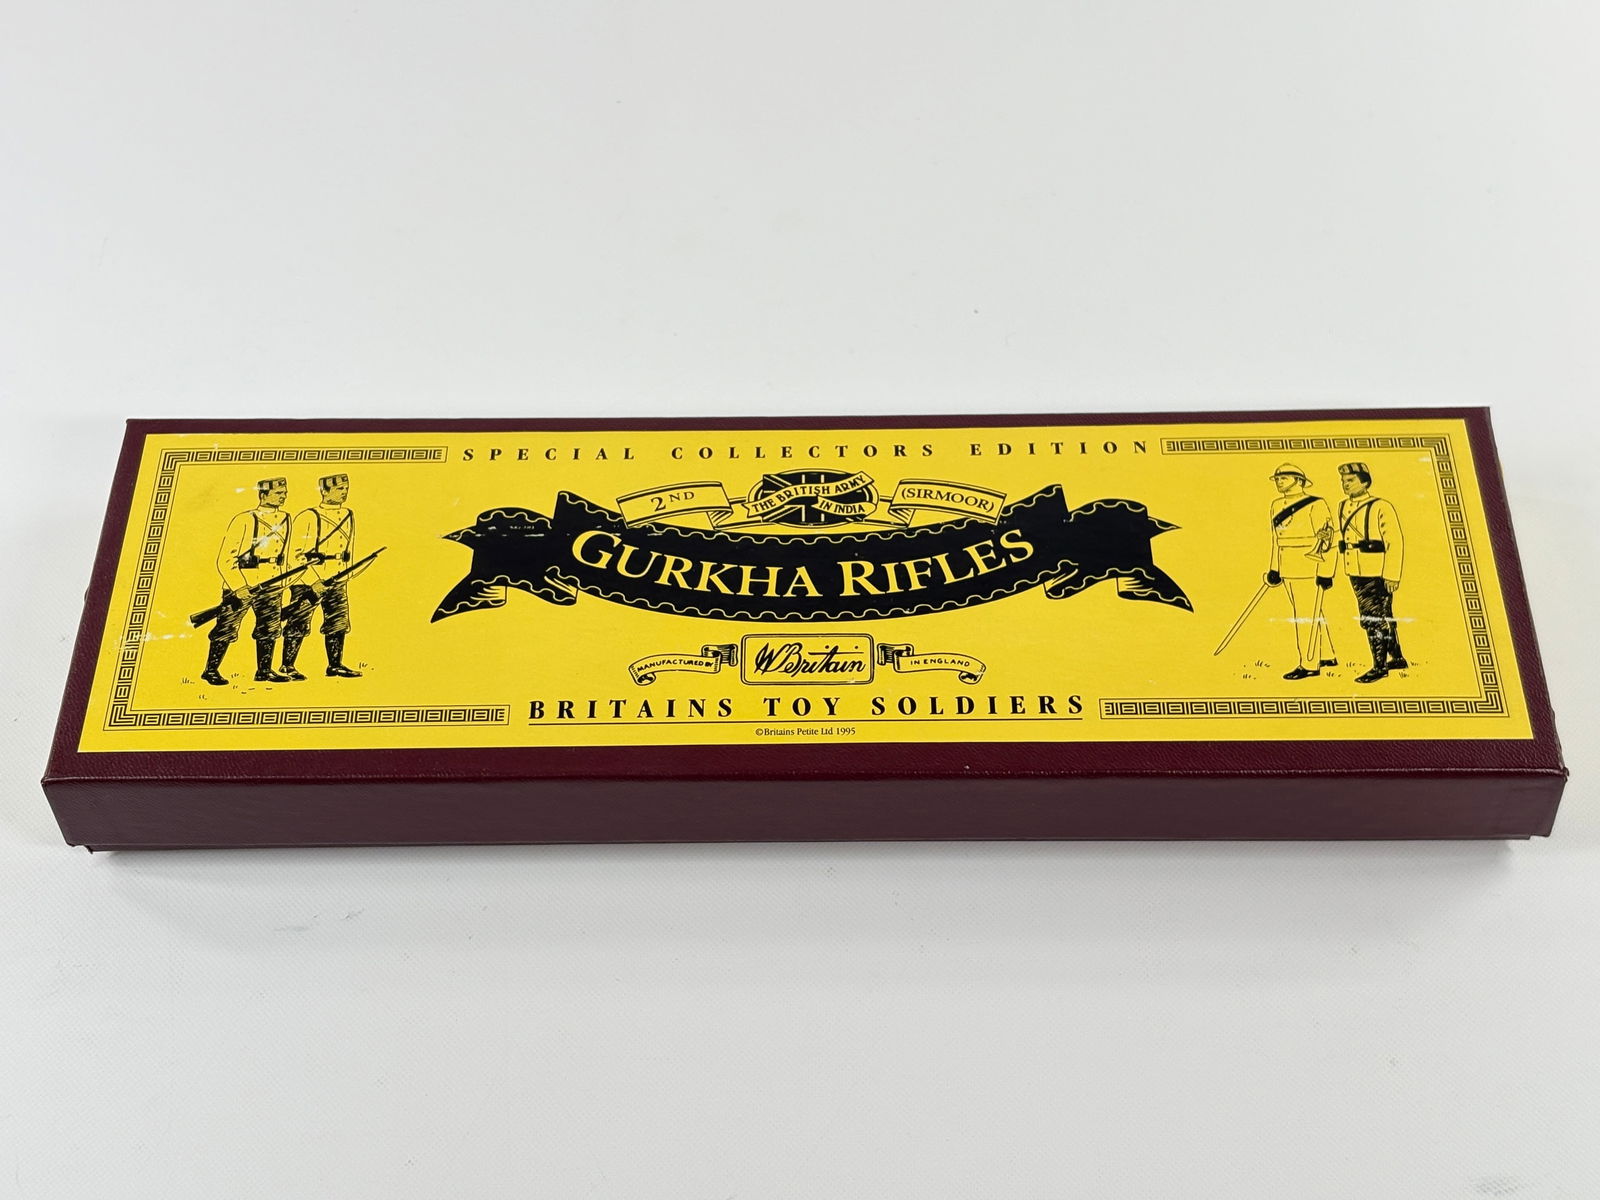 SPECIAL COLLECTORS EDITION
2ND
THE BRITISH ARMY
IN INDIA
(SIRMOOR)
GURKHA RIFLES
MANUFACTURED BY
W Britain
IN ENGLAND
BRITAINS TOY SOLDIERS
©Britains Petite Ltd 1995